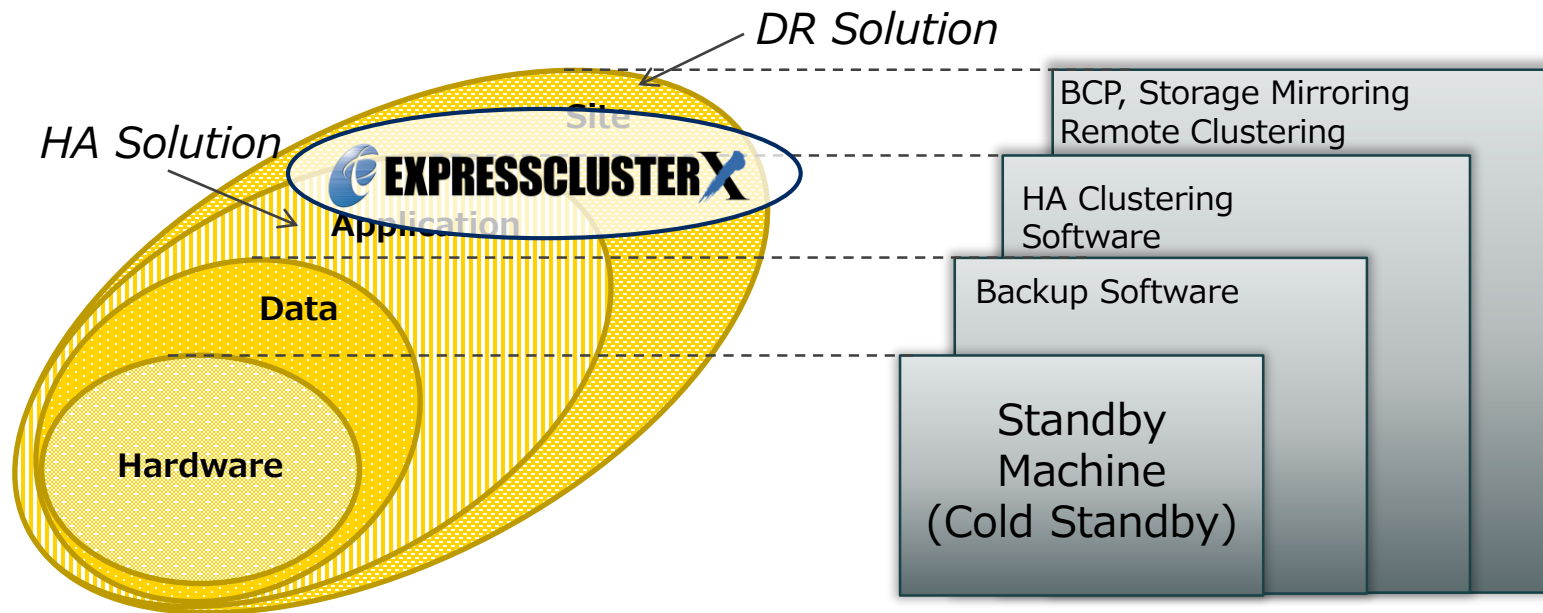 DR Solution
HA Solution
Site
EXPRESSCLUSTER X
Application
Data
Hardware
BCP, Storage Mirroring
Remote Clustering
HA Clustering
Software
Backup Software
Standby
Machine
(Cold Standby)